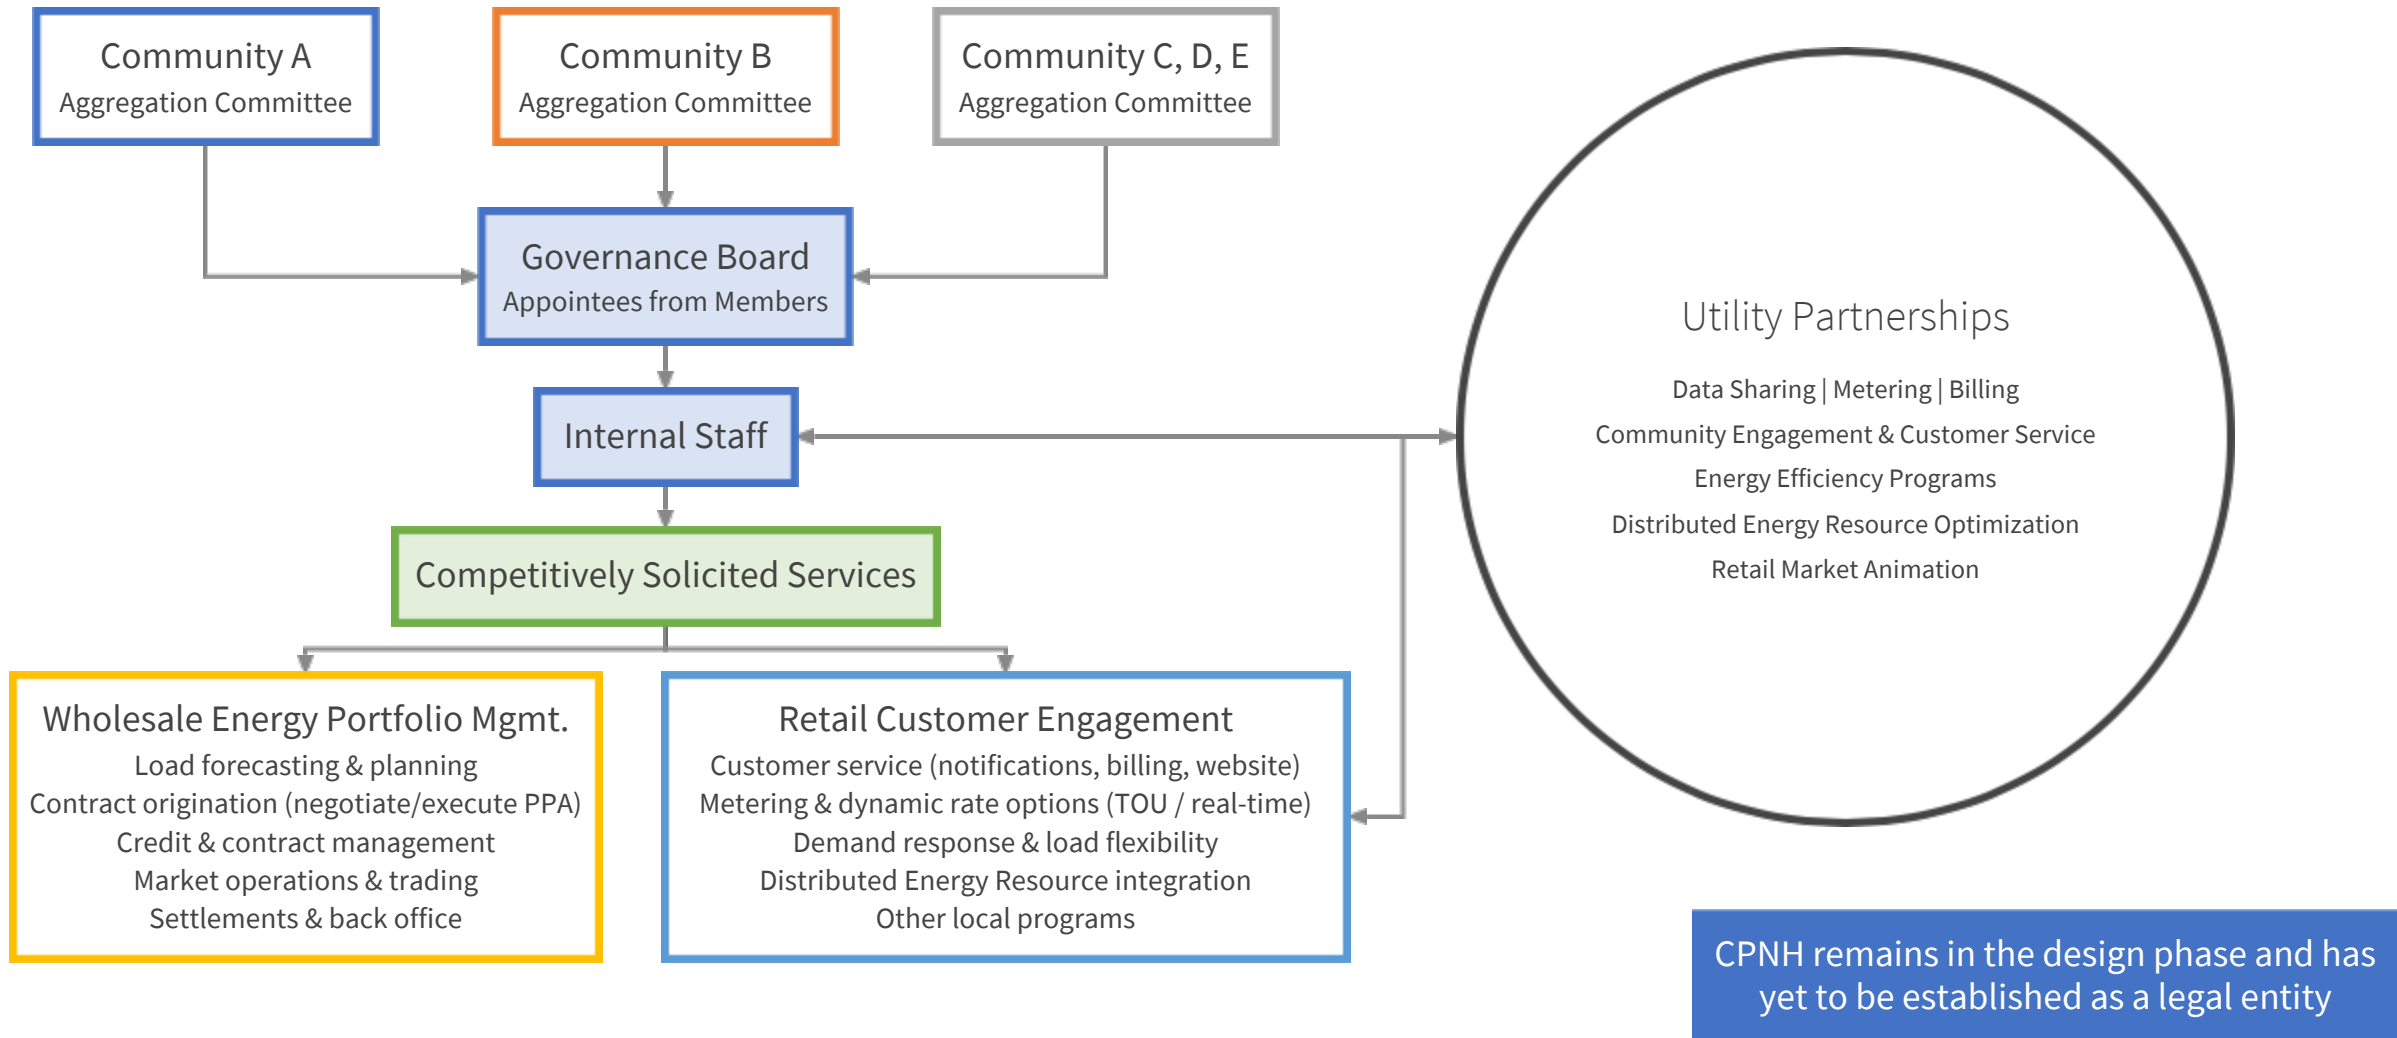 Community A
Aggregation Committee
Community B
Aggregation Committee
Community C, D, E
Aggregation Committee
Governance Board
Appointees from Members
Internal Staff
Competitively Solicited Services
Wholesale Energy Portfolio Mgmt.
Load forecasting & planning
Contract origination (negotiate/execute PPA)
Credit & contract management
Market operations & trading
Settlements & back office
Retail Customer Engagement
Customer service (notifications, billing, website)
Metering & dynamic rate options (TOU / real-time)
Demand response & load flexibility
Distributed Energy Resource integration
Other local programs
Utility Partnerships
Data Sharing | Metering | Billing
Community Engagement & Customer Service
Energy Efficiency Programs
Distributed Energy Resource Optimization
Retail Market Animation
CPNH remains in the design phase and has
yet to be established as a legal entity